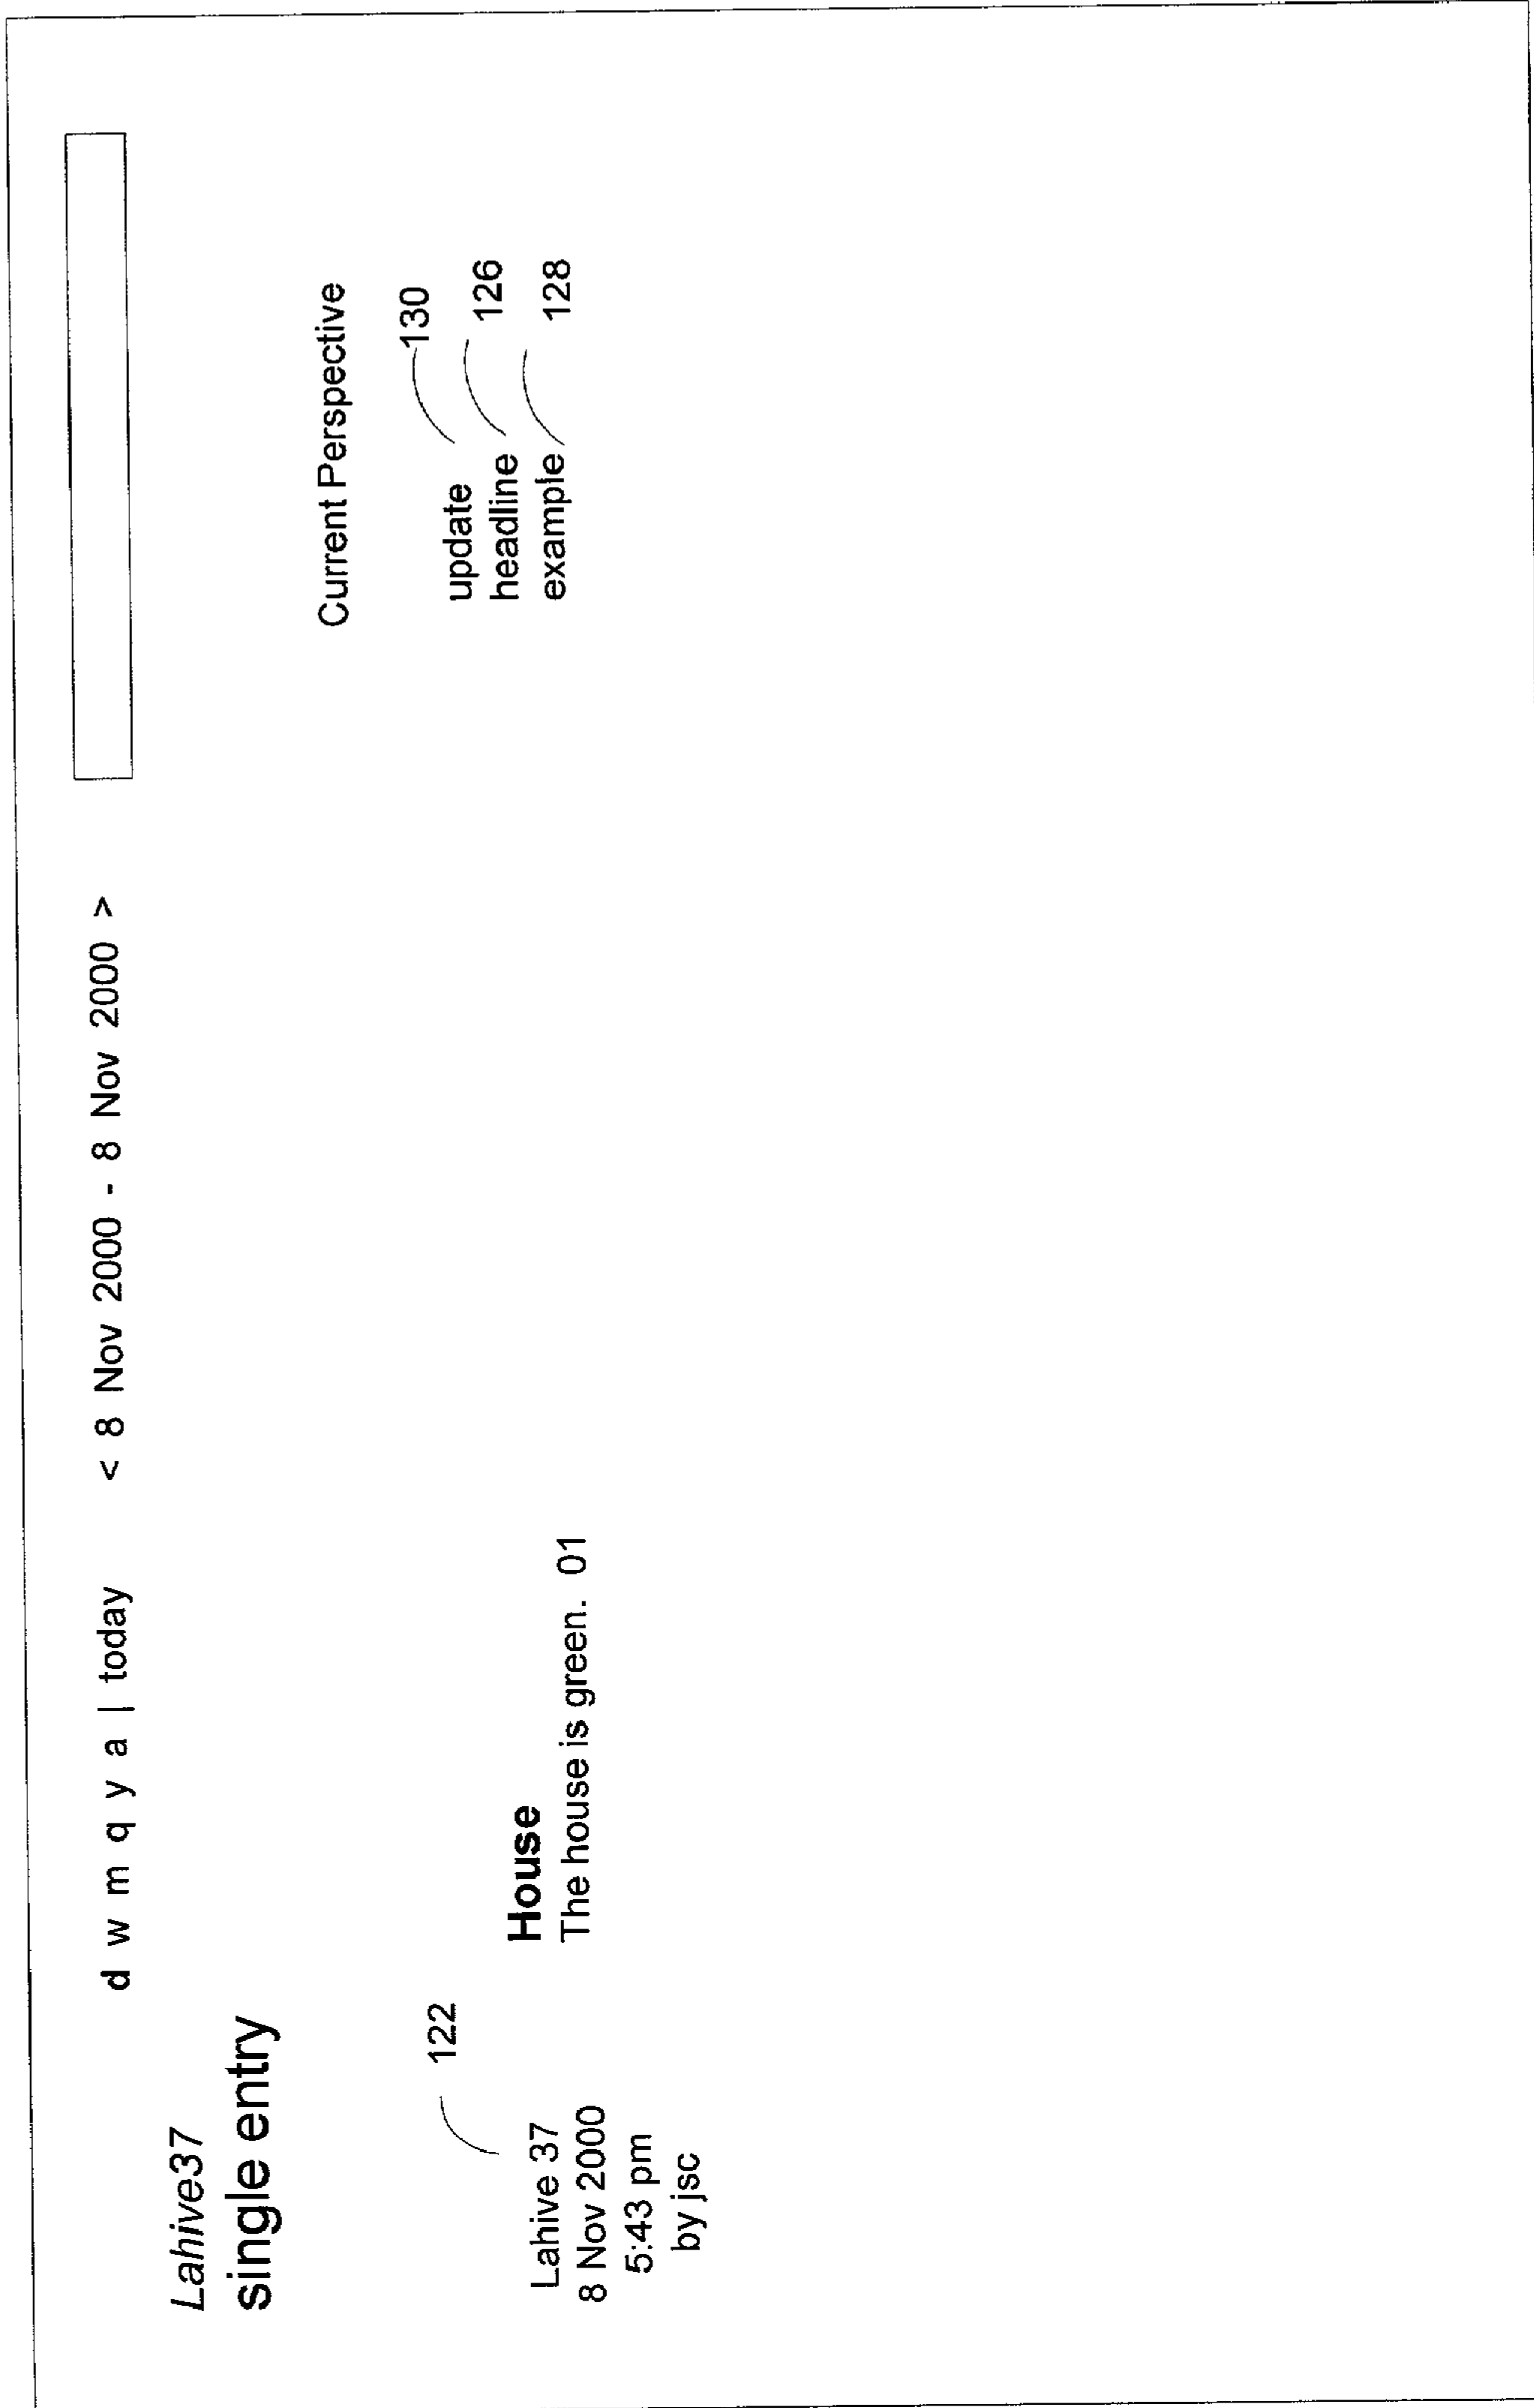 d w m q y a | today < 8 Nov 2000 - 8 Nov 2000 >
Lahive37
single entry
Current Perspective
122
130
Lahive 37
8 Nov 2000
5:43 pm
by jsc
House
The house is green. 01
update
headline 126
example 128